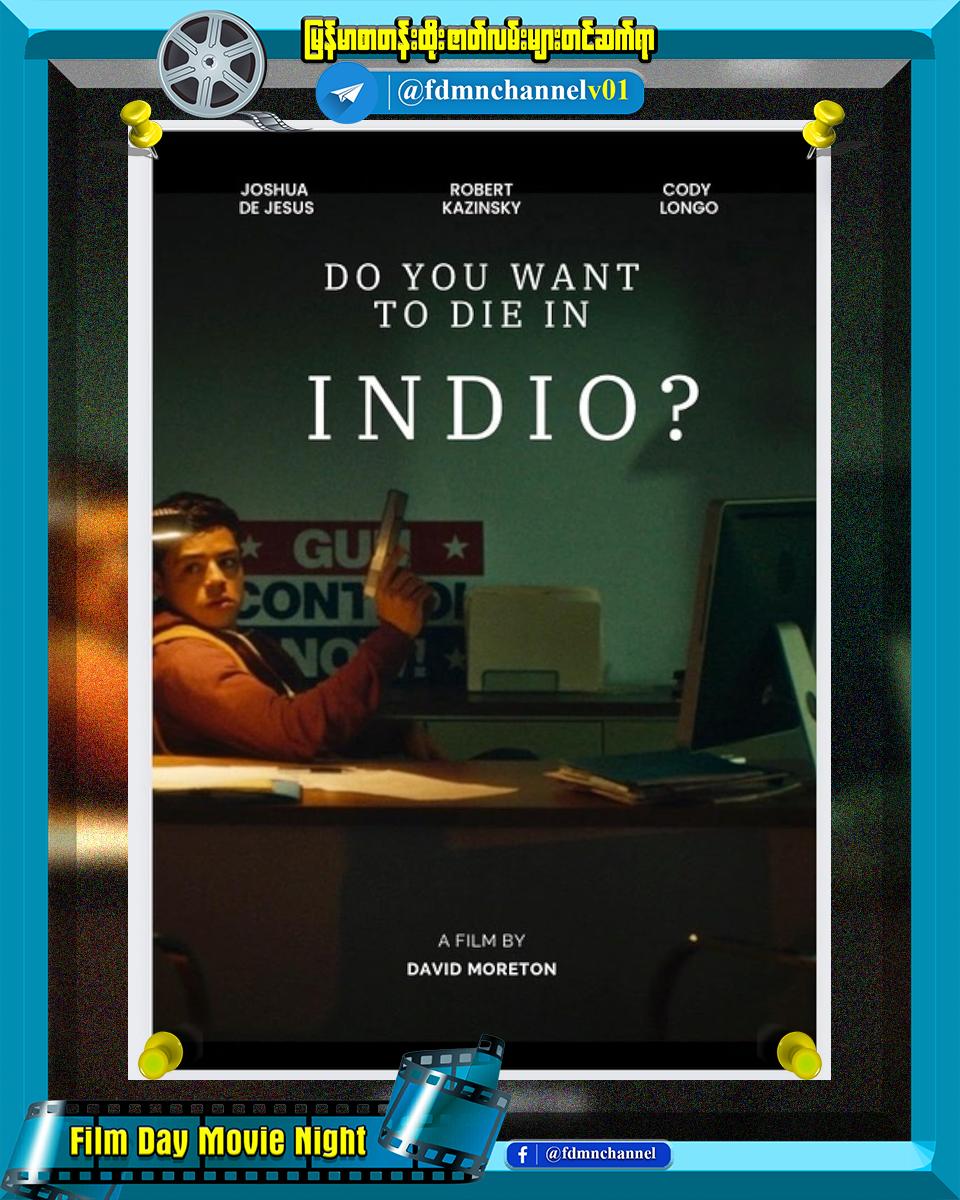 မြန်မာစာတန်းထိုးဇာတ်လမ်းများတင်ဆက်ရာ
@fdmnchannelv01
JOSHUA ROBERT CODY
DE JESUS KAZINSKY LONGO
DO YOU WANT
TO DIE IN
INDIO?
GUN
CONTROL
NOW!
A FILM BY
DAVID MORETON
Film Day Movie Night
@fdmnchannel